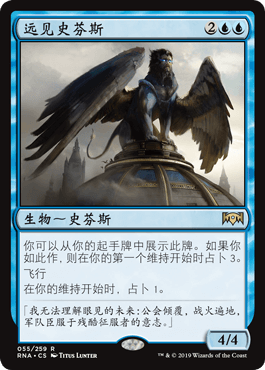 远见史芬斯 2
生物～史芬斯
你可以从你的起手牌中展示此牌。如果你
如此作，则在你的第一个维持开始时占卜 3。
飞行
在你的维持开始时，占卜 1。
「我无法理解眼见的未来：公会倾覆，战火遍地，
军队臣服于残酷征服者的意志。」
4/4
055/259 R
RNA • CS Titus Lunter
™ & © 2019 Wizards of the Coast